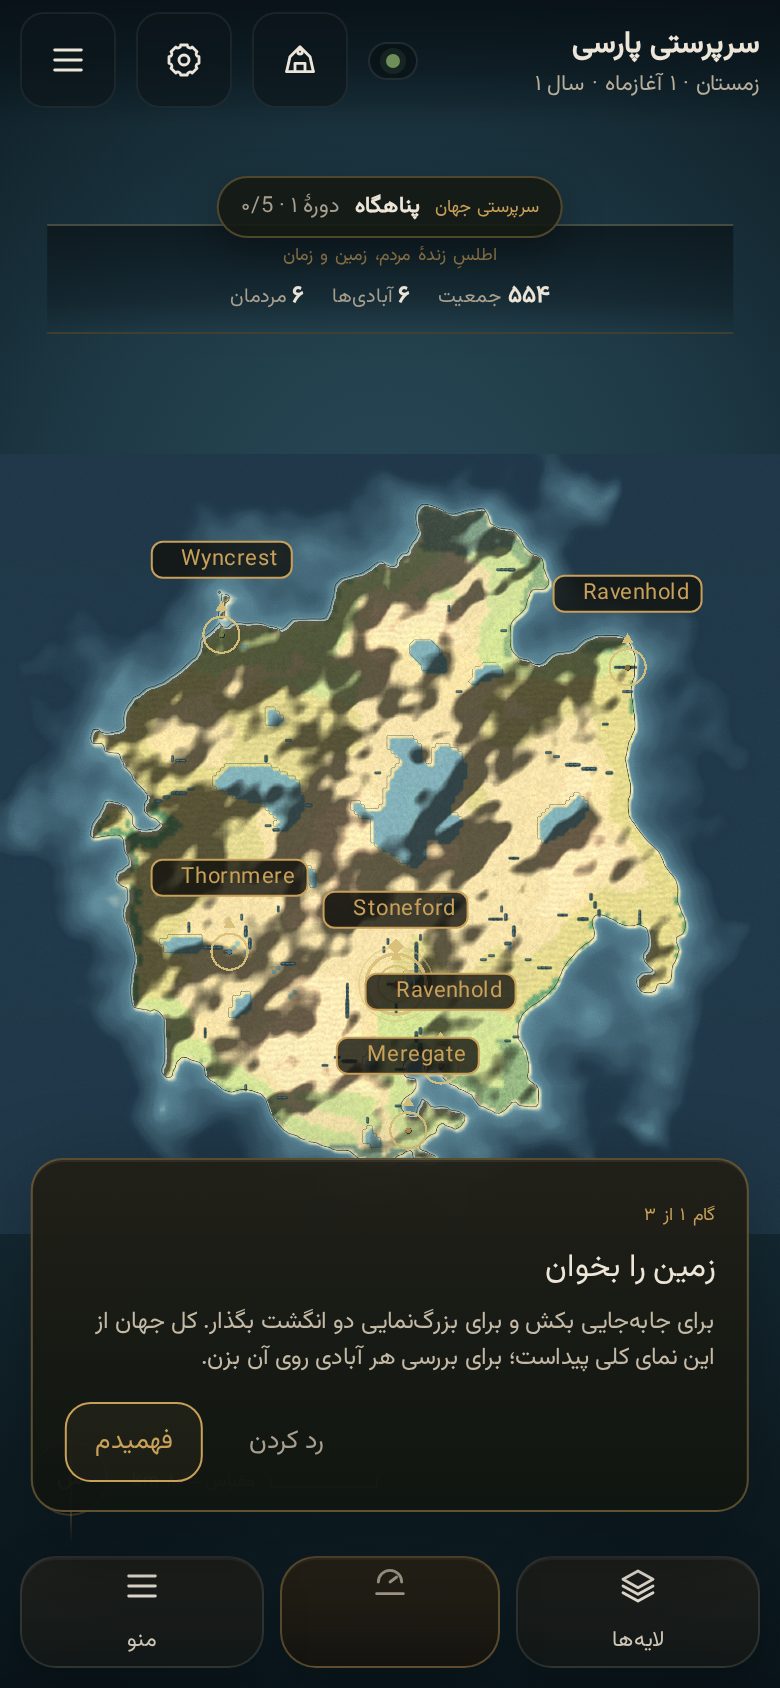 سرپرستی پارسی
زمستان · ۱ آغازماه · سال ۱
سرپرستی جهان پناهگاه دورهٔ ۱ · ۰/5
اطلسِ زندهٔ مردم، زمین و زمان
۵۵۴ جمعیت ۶ آبادی‌ها ۶ مردمان
Wyncrest
Ravenhold
Thornmere
Stoneford
Ravenhold
Meregate
گام ۱ از ۳
زمین را بخوان
برای جابه‌جایی بکش و برای بزرگ‌نمایی دو انگشت بگذار. کل جهان از
این نمای کلی پیداست؛ برای بررسی هر آبادی روی آن بزن.
رد کردن
فهمیدم
لایه‌ها
منو